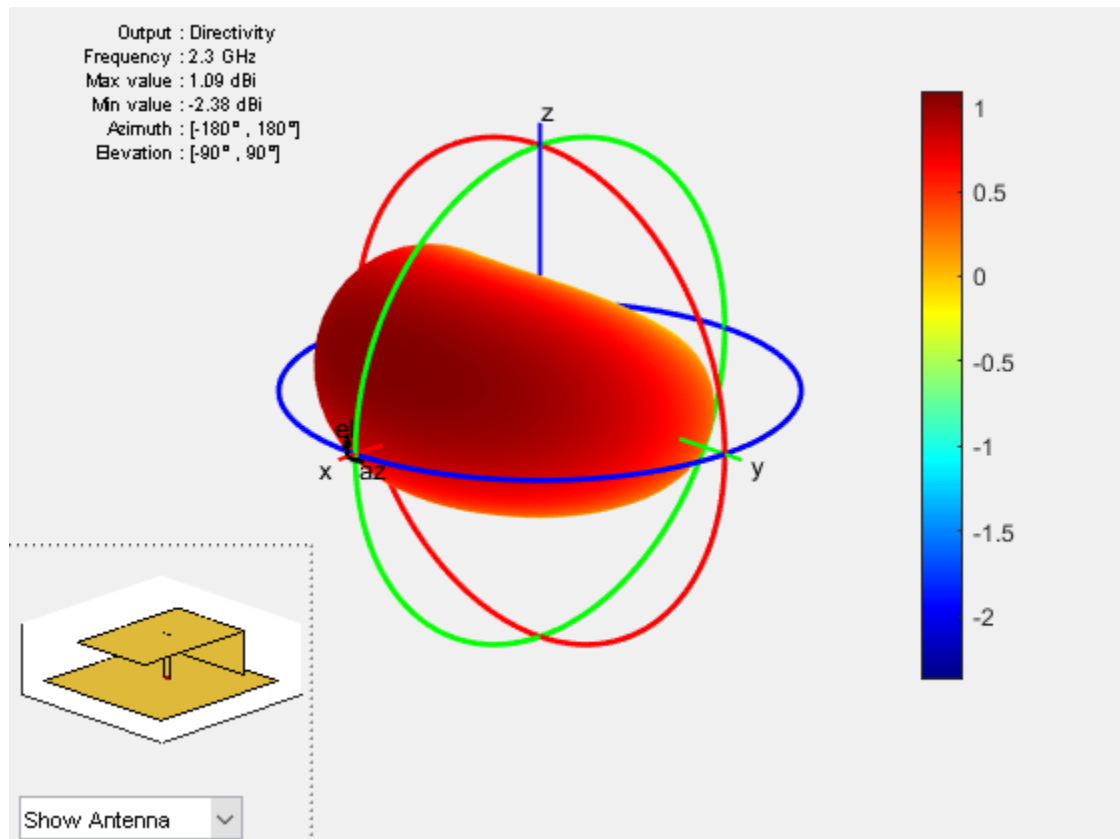 Output : Directivity
Frequency : 2.3 GHz
Max value : 1.09 dBi
Min value : -2.38 dBi
Azimuth : [-180° , 180°]
Elevation : [-90° , 90°]
z
1
0.5
0
-0.5
-1
-1.5
-2
el
x
az
y
Show Antenna